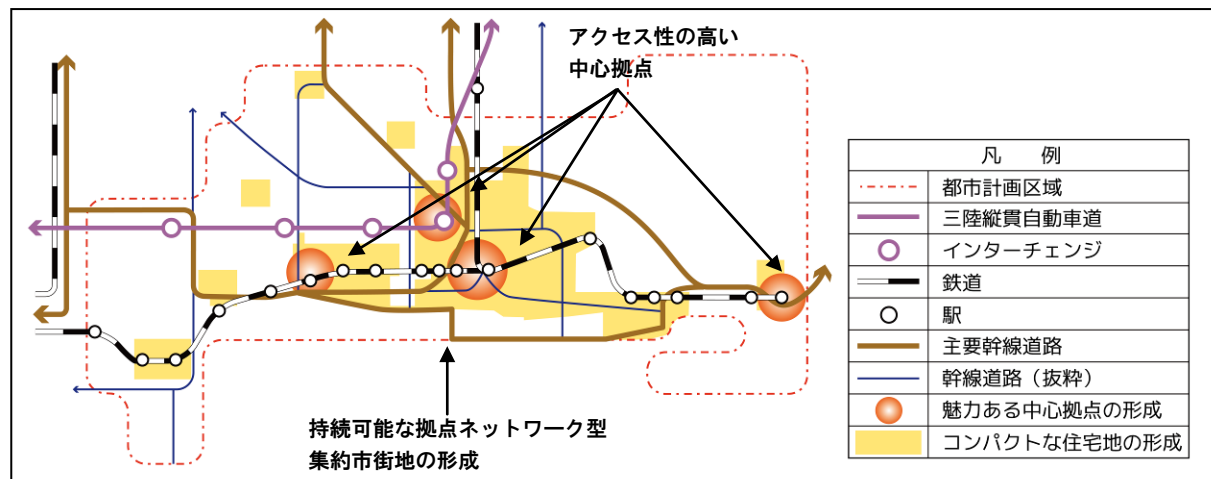 アクセス性の高い
中心拠点
持続可能な拠点ネットワーク型
集約市街地の形成
凡　例
都市計画区域
三陸縦貫自動車道
インターチェンジ
鉄道
駅
主要幹線道路
幹線道路（抜粋）
魅力ある中心拠点の形成
コンパクトな住宅地の形成